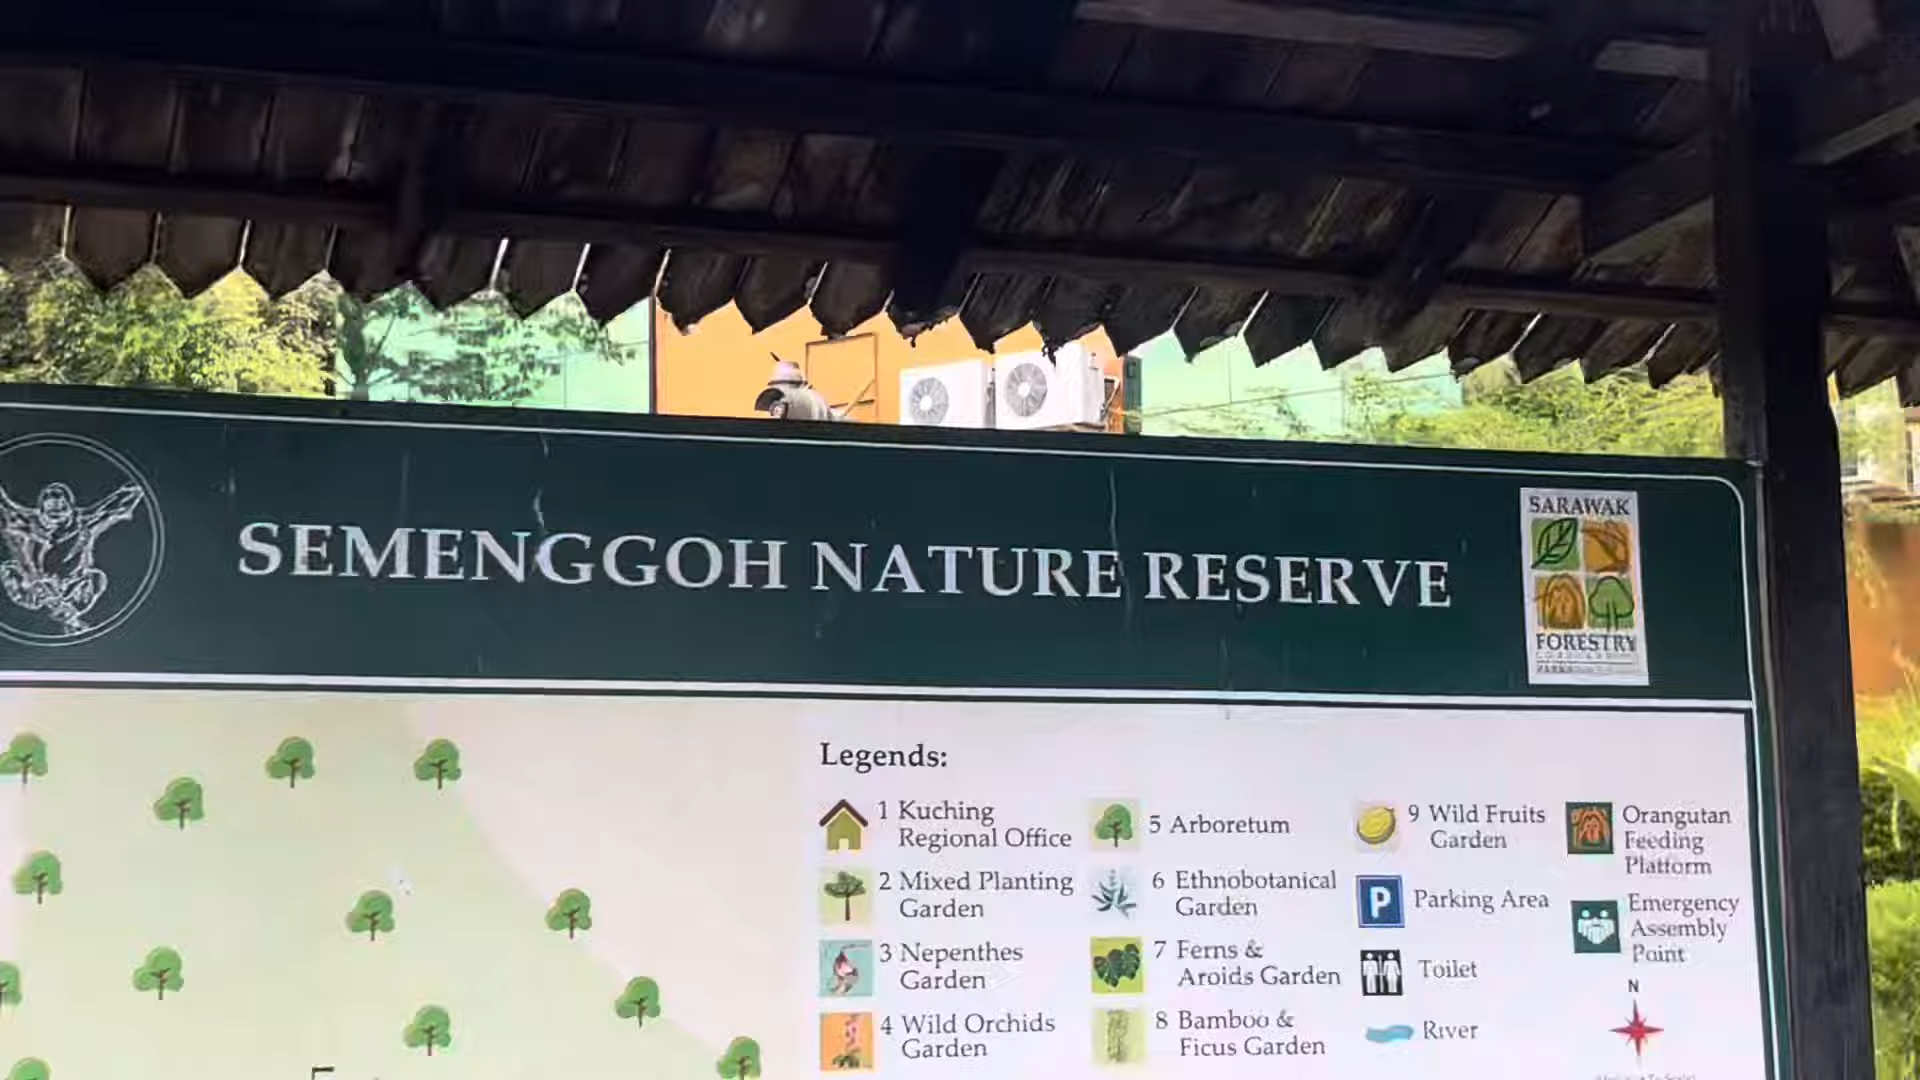 SEMENGGOH NATURE RESERVE
SARAWAK
FORESTRY
Legends:
1 Kuching
Regional Office
2 Mixed Planting
Garden
3 Nepenthes
Garden
4 Wild Orchids
Garden
5 Arboretum
6 Ethnobotanical
Garden
7 Ferns &
Aroids Garden
8 Bamboo &
Ficus Garden
9 Wild Fruits
Garden
P
Parking Area
Toilet
River
Orangutan
Feeding
Platform
Emergency
Assembly
Point
N